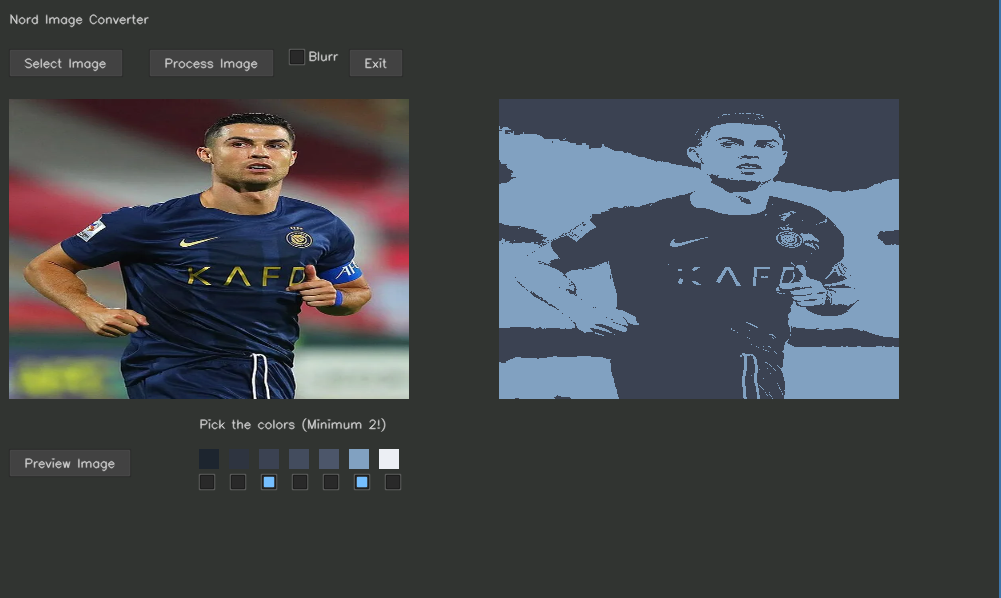 Nord Image Converter
Select Image
Process Image
Blurr
Exit
KAFD
KAFD
Pick the colors (Minimum 2!)
Preview Image